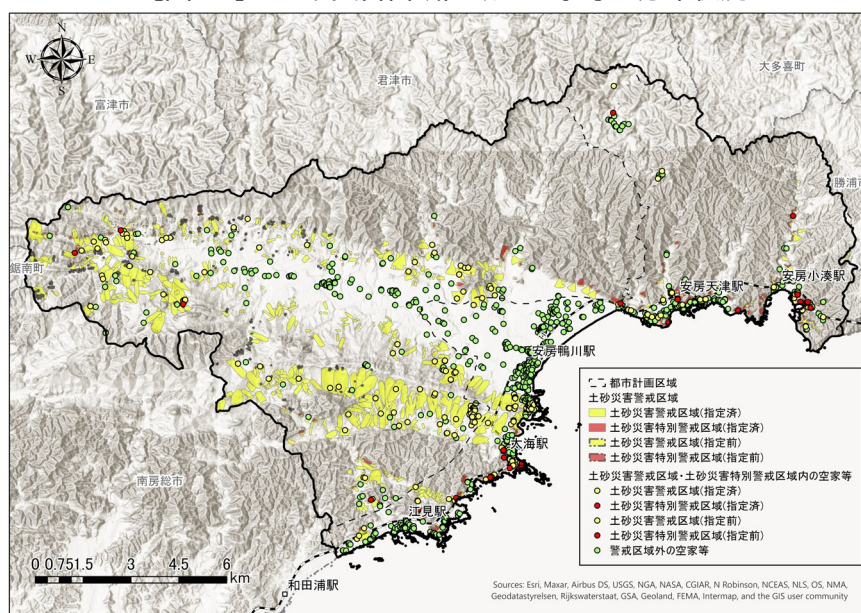 N
W E
S
富津市
君津市
大多喜町
勝浦市
鋸南町
南房総市
安房小湊駅
安房天津駅
安房鴨川駅
太海駅
江見駅
和田浦駅
都市計画区域
土砂災害警戒区域
土砂災害警戒区域(指定済)
土砂災害特別警戒区域(指定済)
土砂災害警戒区域(指定前)
土砂災害特別警戒区域(指定前)
土砂災害警戒区域・土砂災害特別警戒区域内の空家等
土砂災害警戒区域(指定済)
土砂災害特別警戒区域(指定済)
土砂災害警戒区域(指定前)
土砂災害特別警戒区域(指定前)
警戒区域外の空家等
0 0.75 1.5 3 4.5 6
km
Sources: Esri, Maxar, Airbus DS, USGS, NGA, NASA, CGIAR, N Robinson, NCEAS, NLS, OS, NMA,
Geodatastyrelsen, Rijkswaterstaat, GSA, Geoland, FEMA, Intermap, and the GIS user community